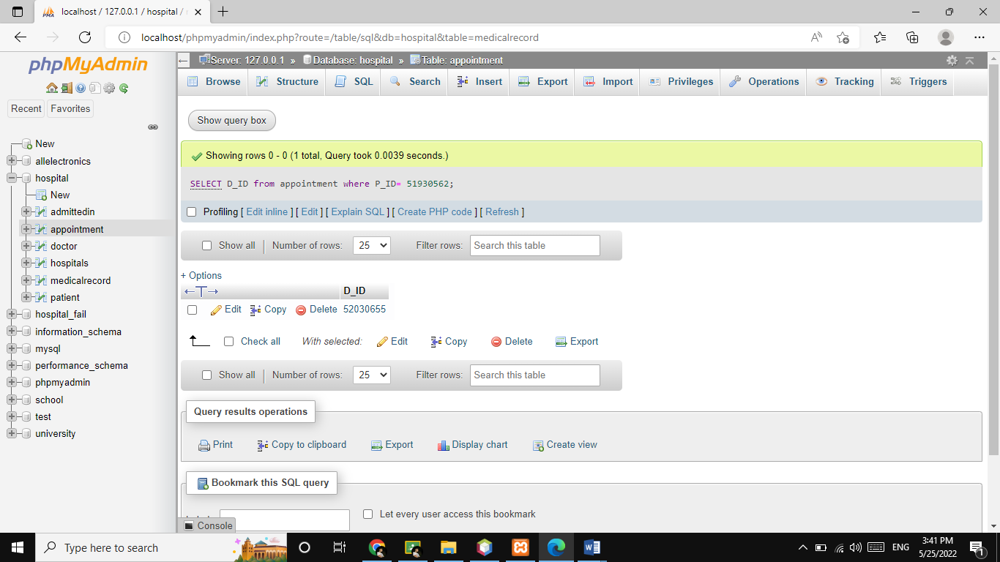 localhost / 127.0.0.1 / hospital /
localhost/phpmyadmin/index.php?route=/table/sql&db=hospital&table=medicalrecord
phpMyAdmin
Recent Favorites
New
allelectronics
hospital
New
admittedin
appointment
doctor
hospitals
medicalrecord
patient
hospital_fail
information_schema
mysql
performance_schema
phpmyadmin
school
test
university
Server: 127.0.0.1 » Database: hospital » Table: appointment
Browse Structure SQL Search Insert Export Import Privileges Operations Tracking Triggers
Show query box
Showing rows 0 - 0 (1 total, Query took 0.0039 seconds.)
SELECT D_ID from appointment where P_ID= 51930562;
Profiling [ Edit inline ] [ Edit ] [ Explain SQL ] [ Create PHP code ] [ Refresh ]
Show all Number of rows: 25 Filter rows: Search this table
+ Options
←T→ D_ID
Edit Copy Delete 52030655
Check all With selected: Edit Copy Delete Export
Show all Number of rows: 25 Filter rows: Search this table
Query results operations
Print Copy to clipboard Export Display chart Create view
Bookmark this SQL query
Let every user access this bookmark
Console
Type here to search
ENG
3:41 PM
5/25/2022
1